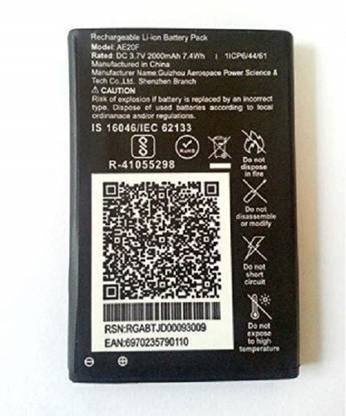 Rechargeable Li-ion Battery Pack
Model: AE20F
Rated: DC 3.7V 2000mAh 7.4Wh 1ICP6/44/61
Manufactured in China
Manufacturer Name:Guizhou Aerospace Power Science &
Tech Co.,Ltd. Shenzhen Branch
CAUTION
Risk of explosion if battery is replaced by an incorrect
type. Dispose of used batteries according to local
ordinanace and/or requlations.
IS 16046/IEC 62133
R-41055298
RoHS
Do not
dispose
in fire
Do not
disassemble
or modify
Do not
short
circuit
Do not
expose to
high
temperature
RSN:RGABTJD00093009
EAN:6970235790110